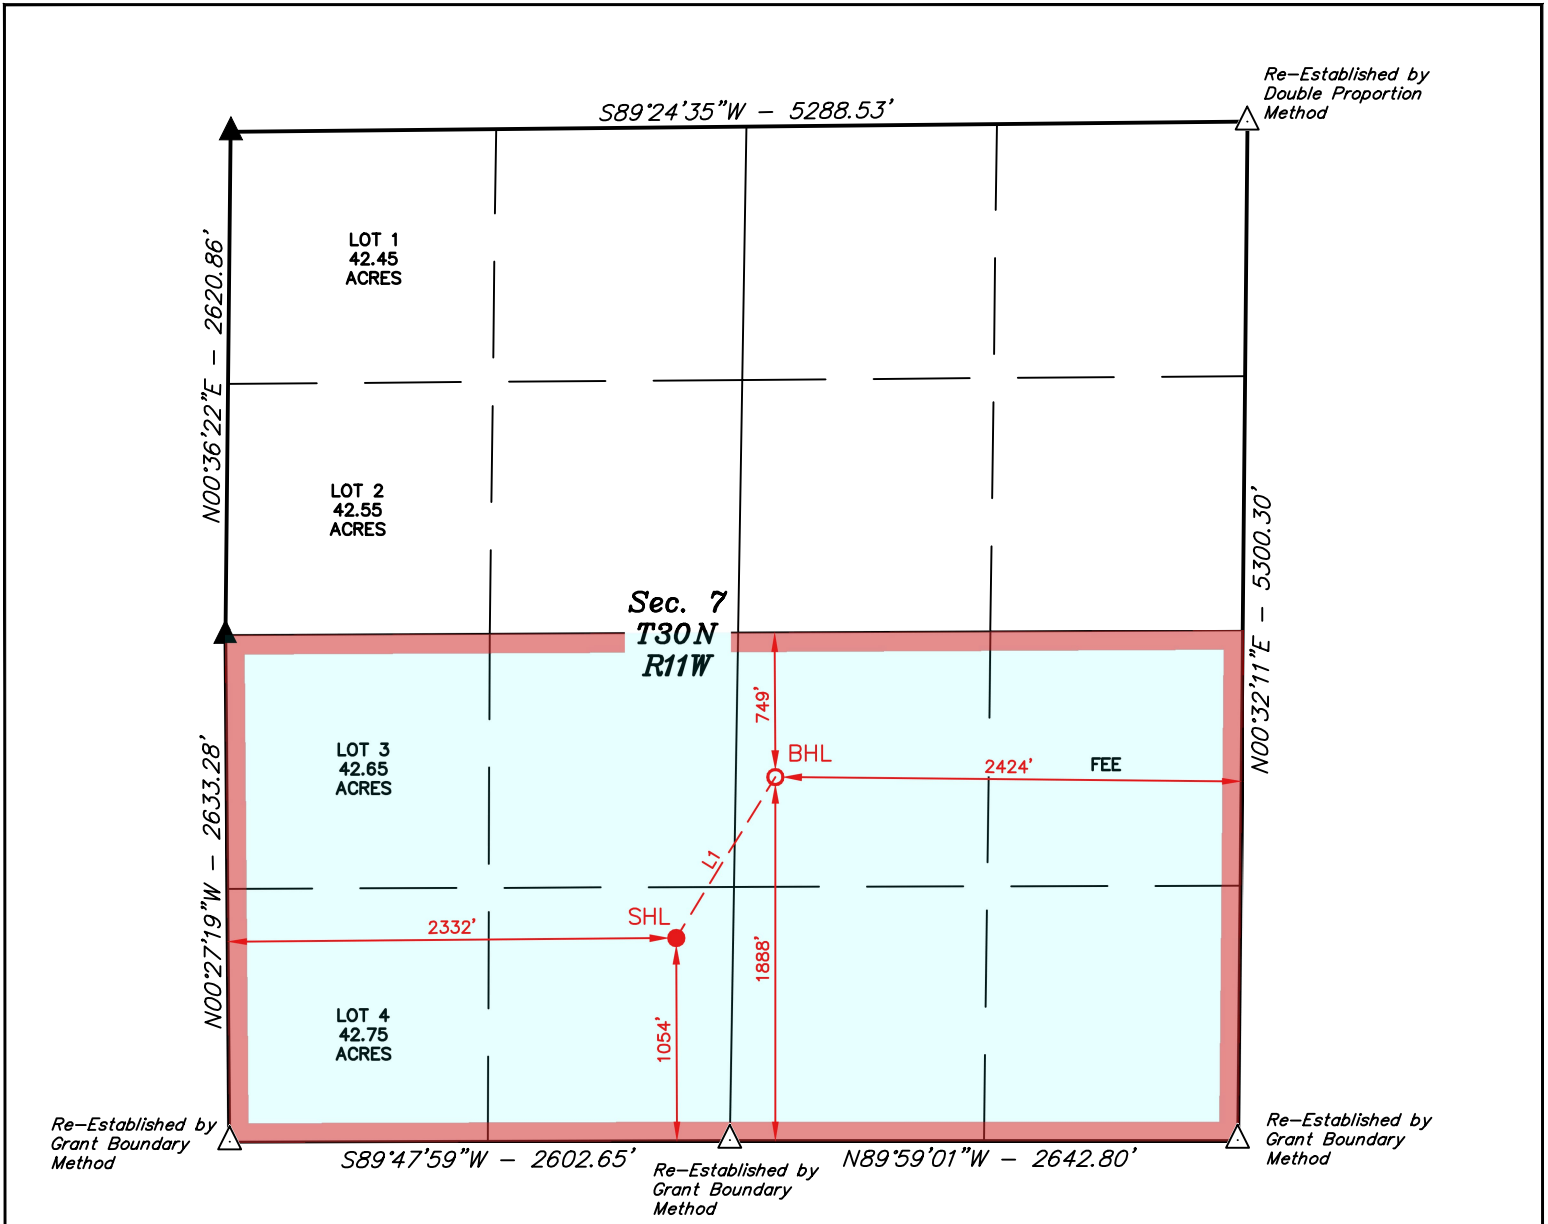 Re-Established by
Double Proportion
Method
S89°24'35"W - 5288.53'
LOT 1
42.45
ACRES
N00°36'22"E - 2620.86'
LOT 2
42.55
ACRES
Sec. 7
T30N
R11W
N00°32'11"E - 5300.30'
749'
BHL
2424'
FEE
LOT 3
42.65
ACRES
N00°27'19"W - 2633.28'
L1
SHL
2332'
1888'
1054'
LOT 4
42.75
ACRES
Re-Established by
Grant Boundary
Method
S89°47'59"W - 2602.65'
Re-Established by
Grant Boundary
Method
N89°59'01"W - 2642.80'
Re-Established by
Grant Boundary
Method